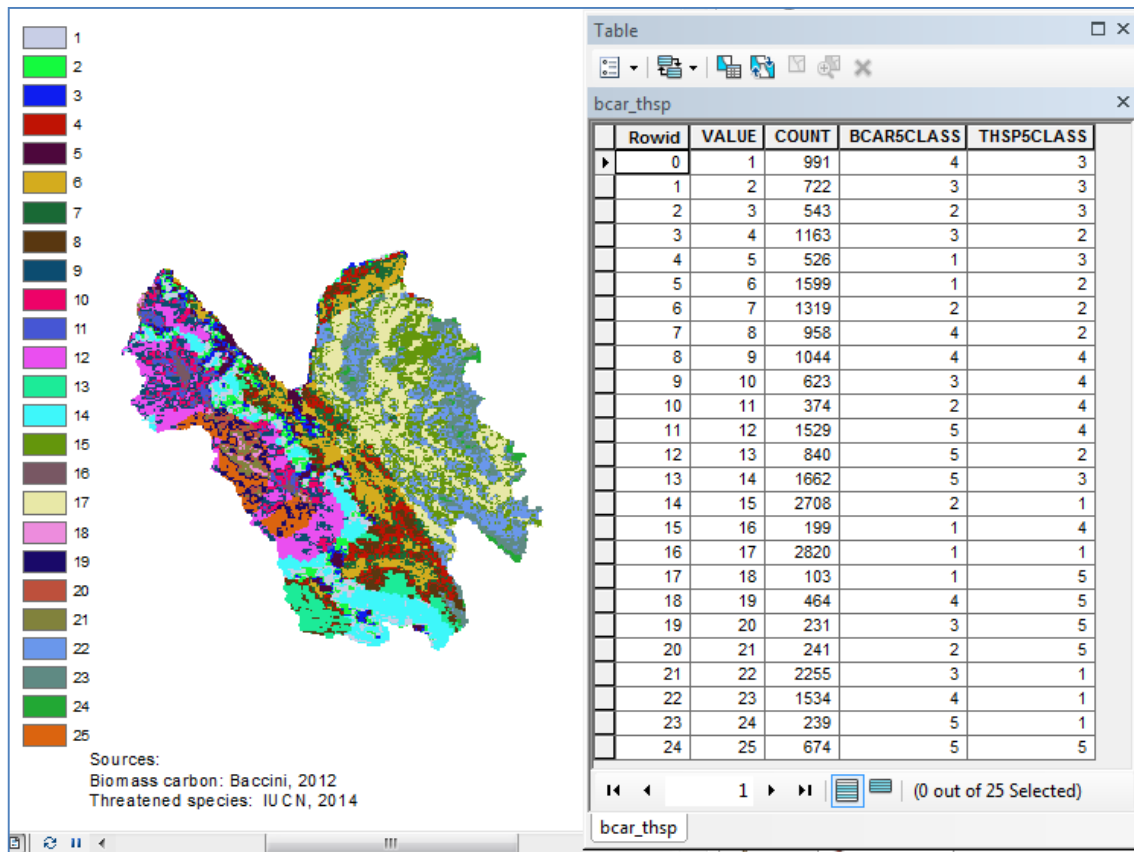 1
2
3
4
5
6
7
8
9
10
11
12
13
14
15
16
17
18
19
20
21
22
23
24
25
Sources:
Biomass carbon: Baccini, 2012
Threatened species: IUCN, 2014
Table
bcar_thsp
Rowid VALUE COUNT BCAR5CLASS THSP5CLASS
0 1 991 4 3
1 2 722 3 3
2 3 543 2 3
3 4 1163 3 2
4 5 526 1 3
5 6 1599 1 2
6 7 1319 2 2
7 8 958 4 2
8 9 1044 4 4
9 10 623 3 4
10 11 374 2 4
11 12 1529 5 4
12 13 840 5 2
13 14 1662 5 3
14 15 2708 2 1
15 16 199 1 4
16 17 2820 1 1
17 18 103 1 5
18 19 464 4 5
19 20 231 3 5
20 21 241 2 5
21 22 2255 3 1
22 23 1534 4 1
23 24 239 5 1
24 25 674 5 5
1 (0 out of 25 Selected)
bcar_thsp